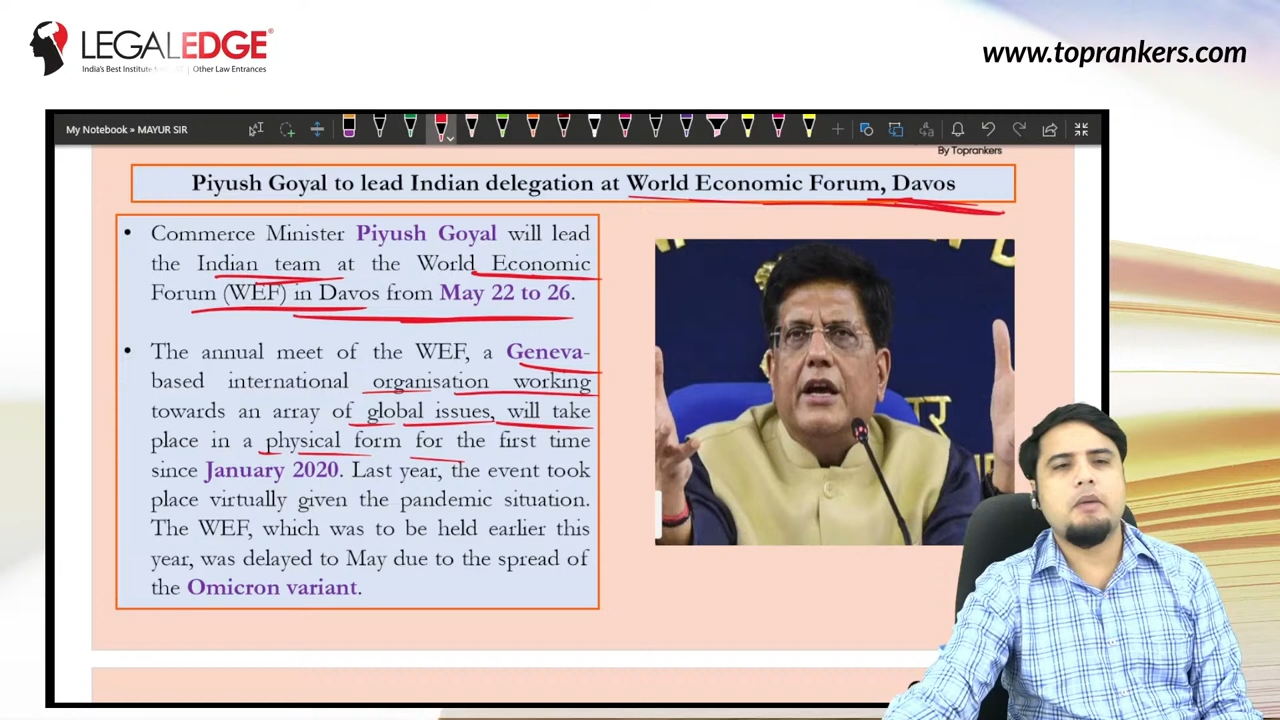 LEGALEDGE
India's Best Institute | Other Law Entrances
www.toprankers.com
My Notebook » MAYUR SIR
By Toprankers
Piyush Goyal to lead Indian delegation at World Economic Forum, Davos
• Commerce Minister Piyush Goyal will lead
the Indian team at the World Economic
Forum (WEF) in Davos from May 22 to 26.
• The annual meet of the WEF, a Geneva-
based international organisation working
towards an array of global issues, will take
place in a physical form for the first time
since January 2020. Last year, the event took
place virtually given the pandemic situation.
The WEF, which was to be held earlier this
year, was delayed to May due to the spread of
the Omicron variant.